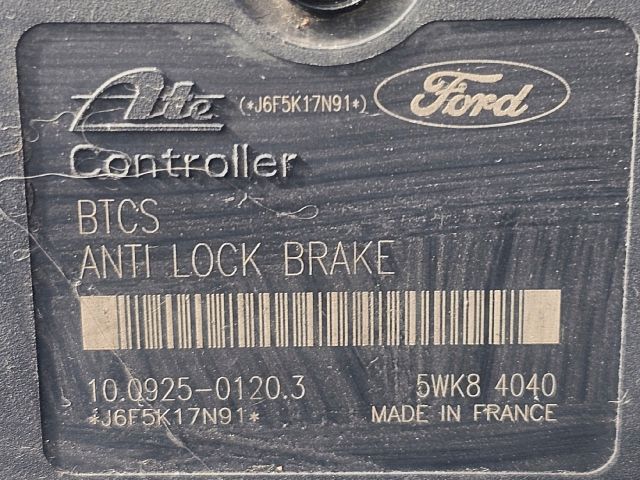 Ate (*J6F5K17N91*) Ford
Controller
BTCS
ANTI LOCK BRAKE
10.0925-0120.3 5WK8 4040
*J6F5K17N91* MADE IN FRANCE